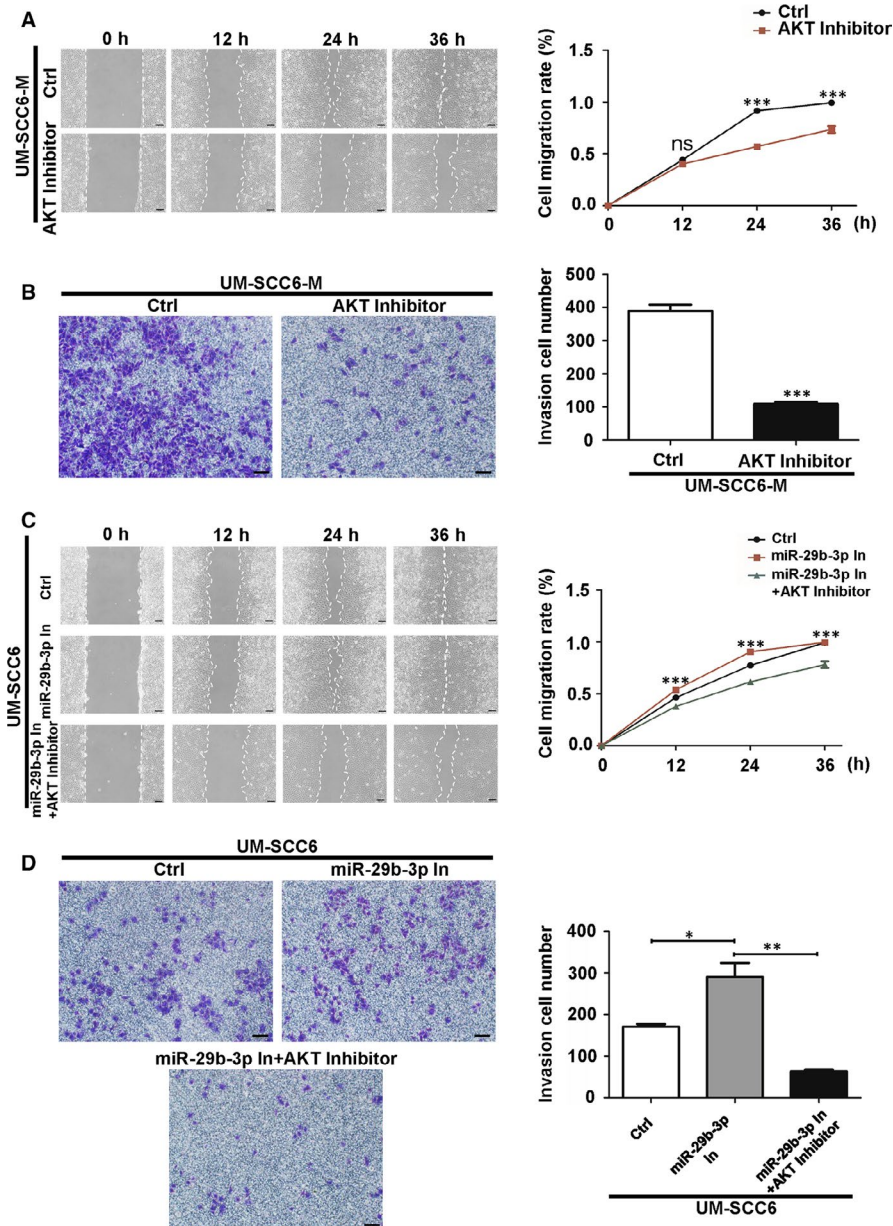 A
0 h
12 h
24 h
36 h
UM-SCC6-M
Ctrl
AKT Inhibitor
Ctrl
AKT Inhibitor
Cell migration rate (%)
1.5
1.0
0.5
0.0
ns
***
***
0
12
24
36
(h)
B
UM-SCC6-M
Ctrl
AKT Inhibitor
Invasion cell number
500
400
300
200
100
0
***
Ctrl
AKT Inhibitor
UM-SCC6-M
C
0 h
12 h
24 h
36 h
UM-SCC6
Ctrl
miR-29b-3p In
miR-29b-3p In
+AKT Inhibitor
Ctrl
miR-29b-3p In
miR-29b-3p In
+AKT Inhibitor
Cell migration rate (%)
1.5
1.0
0.5
0.0
***
***
***
0
12
24
36
(h)
D
UM-SCC6
Ctrl
miR-29b-3p In
miR-29b-3p In+AKT Inhibitor
Invasion cell number
400
300
200
100
0
*
**
Ctrl
miR-29b-3p
In
miR-29b-3p In
+AKT Inhibitor
UM-SCC6